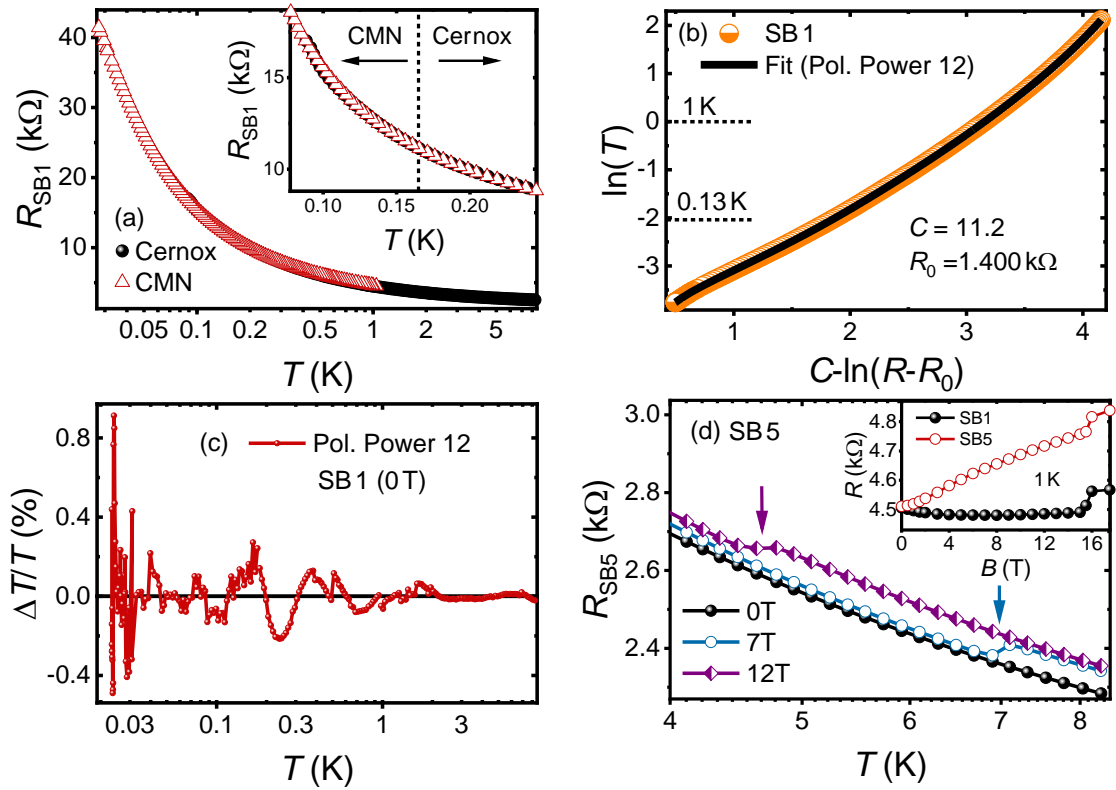 40
30
20
10
R_SB1 (kΩ)
(a)
Cernox
CMN
0.05
0.1
0.2
0.5
1
2
5
T (K)
15
10
R_SB1 (kΩ)
CMN
Cernox
0.10
0.15
0.20
T (K)
(b)
SB 1
Fit (Pol. Power 12)
2
1
0
-1
-2
-3
ln(T)
1 K
0.13 K
C = 11.2
R_0 =1.400 kΩ
1
2
3
4
C-ln(R-R_0)
0.8
0.4
0.0
-0.4
ΔT/T (%)
(c)
Pol. Power 12
SB 1 (0 T)
0.03
0.1
0.3
1
3
T (K)
3.0
2.8
2.6
2.4
R_SB5 (kΩ)
(d) SB 5
0T
7T
12T
4
5
6
7
8
T (K)
4.8
4.7
4.6
4.5
R (kΩ)
SB1
SB5
1K
0
4
8
12
16
B (T)